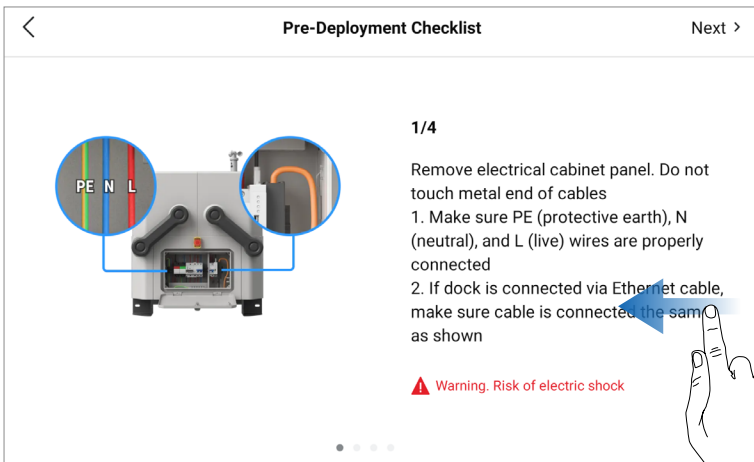 Pre-Deployment Checklist
Next >
PE N L
1/4
Remove electrical cabinet panel. Do not
touch metal end of cables
1. Make sure PE (protective earth), N
(neutral), and L (live) wires are properly
connected
2. If dock is connected via Ethernet cable,
make sure cable is connected the same
as shown
Warning. Risk of electric shock